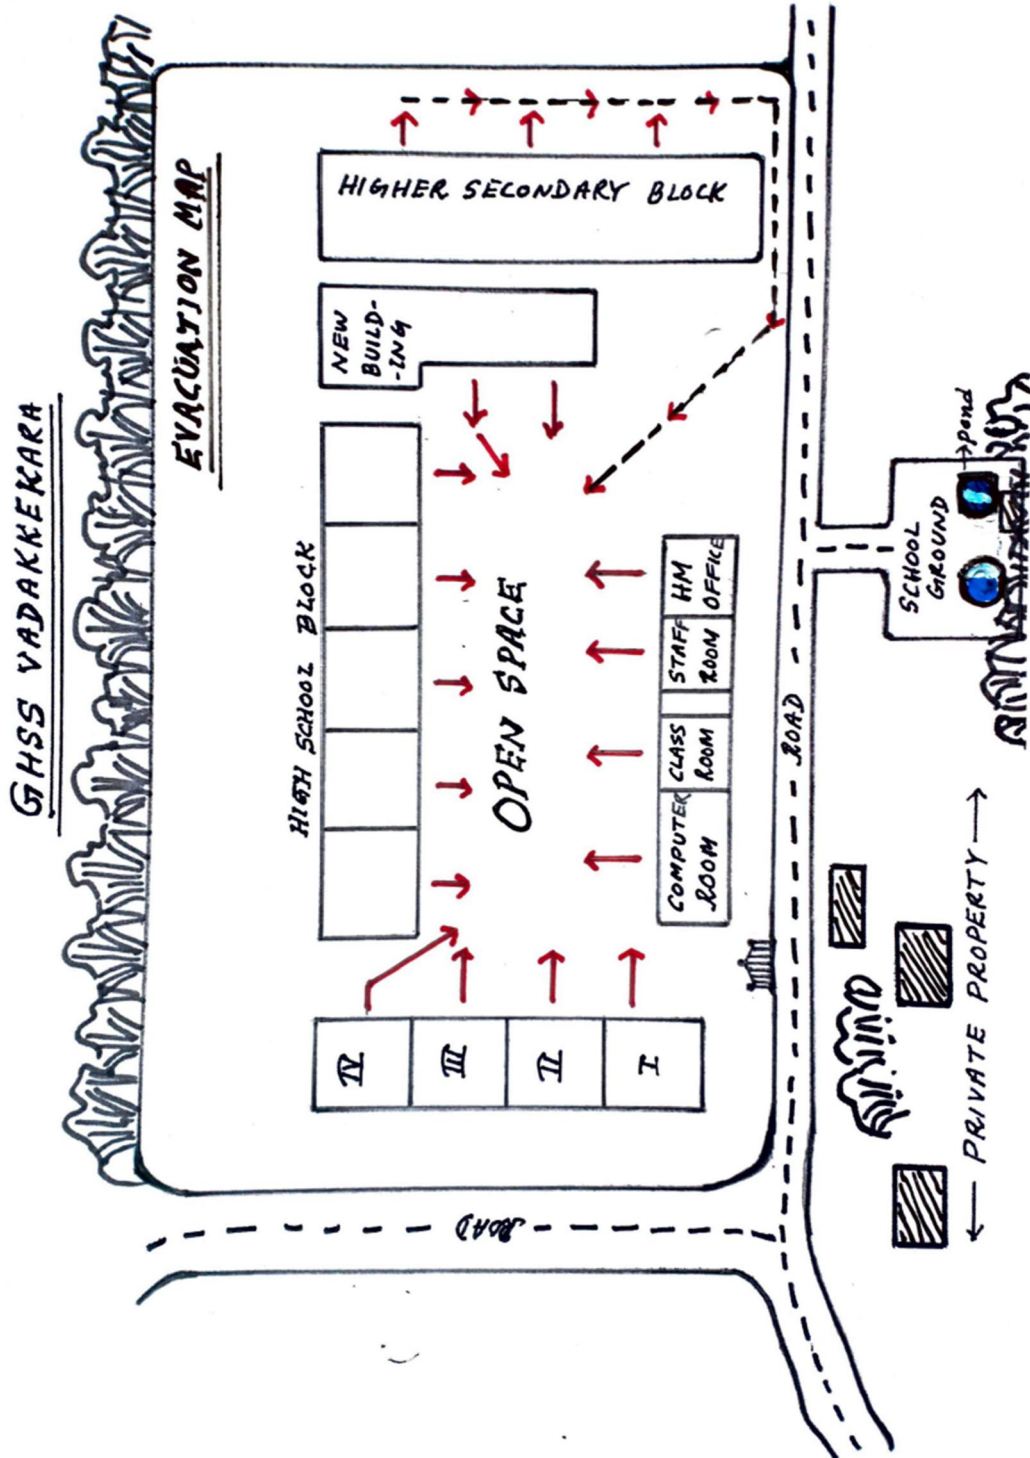 GHSS VADAKKEKARA
EVACUATION MAP
HIGH SCHOOL BLOCK
NEW
BUILD-
-ING
HIGHER SECONDARY BLOCK
OPEN SPACE
IV
III
II
I
COMPUTER
ROOM
CLASS
ROOM
STAFF
ROOM
HM
OFFICE
ROAD
ROAD
SCHOOL
GROUND
pond
PRIVATE PROPERTY